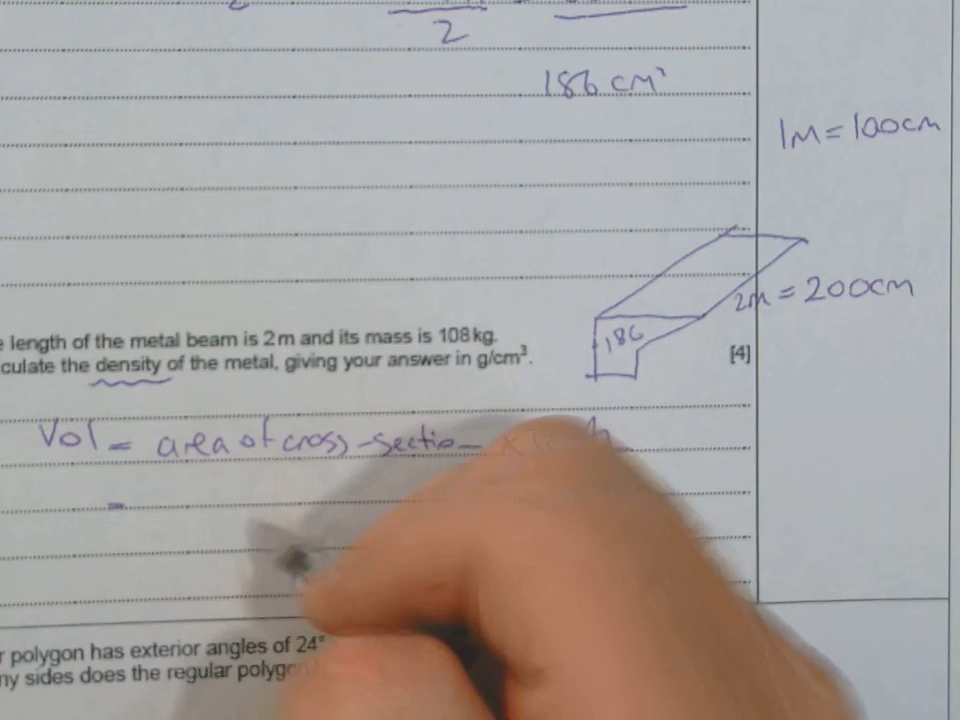 2
186 cm²
1m = 100cm
2m = 200cm
186
length of the metal beam is 2 m and its mass is 108 kg.
culate the density of the metal, giving your answer in g/cm³.
[4]
Vol = area of cross-section
=
polygon has exterior angles of 24°
ny sides does the regular polygon